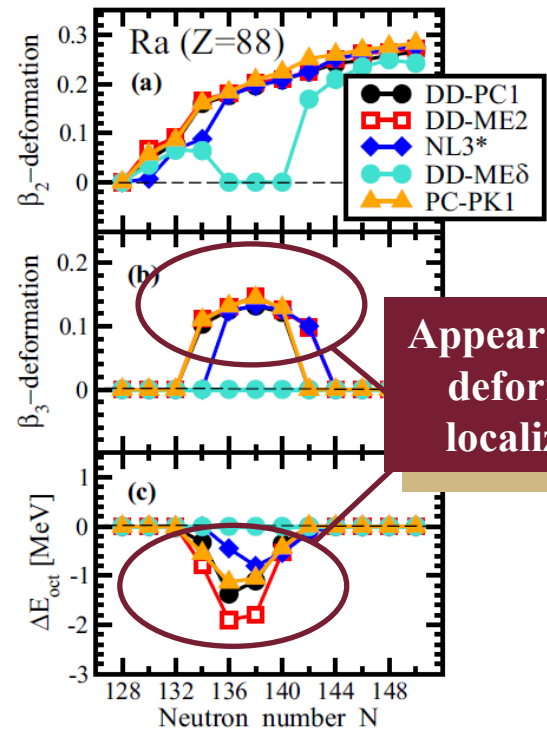 0.3
Ra (Z=88)
0.2
(a)
0.1
0
β₂−deformation
DD-PC1
DD-ME2
NL3*
DD-MEδ
PC-PK1
0.2
(b)
0.1
0
β₃−deformation
Appear
defor
localiz
1
(c)
0
-1
-2
-3
ΔE_oct [MeV]
128 132 136 140 144 148
Neutron number N